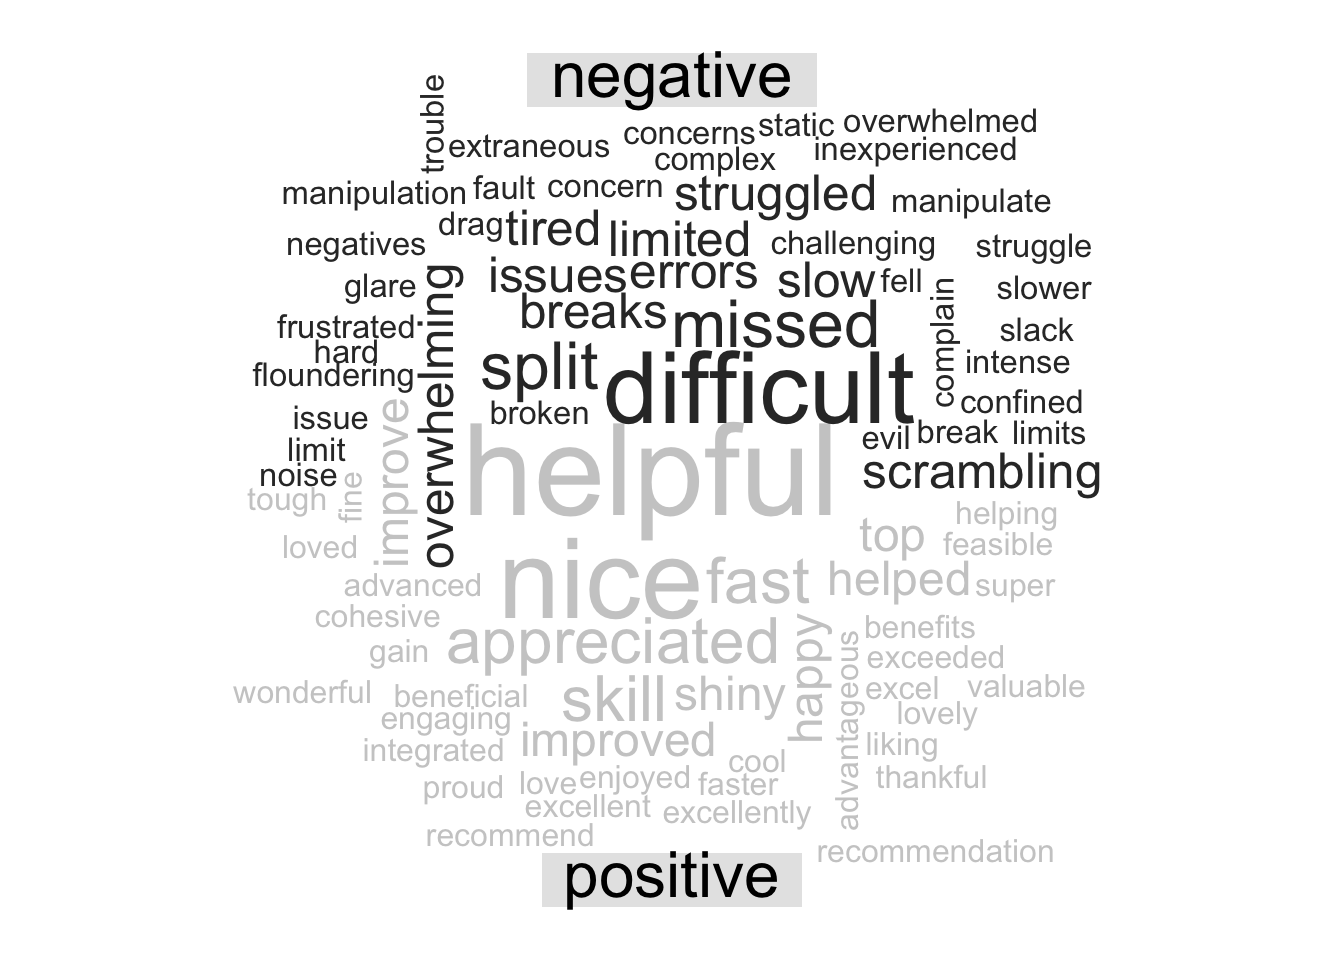 negative
trouble
extraneous
concerns
static
overwhelmed
complex
inexperienced
manipulation
fault
concern
struggled
manipulate
drag
tired
limited
challenging
struggle
negatives
issues
errors
slow
fell
slower
glare
overwhelming
breaks
missed
complain
slack
frustrated
hard
floundering
split
difficult
intense
confined
broken
issue
limit
noise
evil
break
limits
scrambling
improve
helpful
tough
fine
loved
top
helping
feasible
advanced
nice
fast
helped
super
cohesive
gain
appreciated
happy
advantageous
benefits
exceeded
wonderful
beneficial
skill
shiny
excel
valuable
engaging
lovely
integrated
improved
liking
cool
proud
love
enjoyed
faster
thankful
excellent
excellently
recommend
recommendation
positive